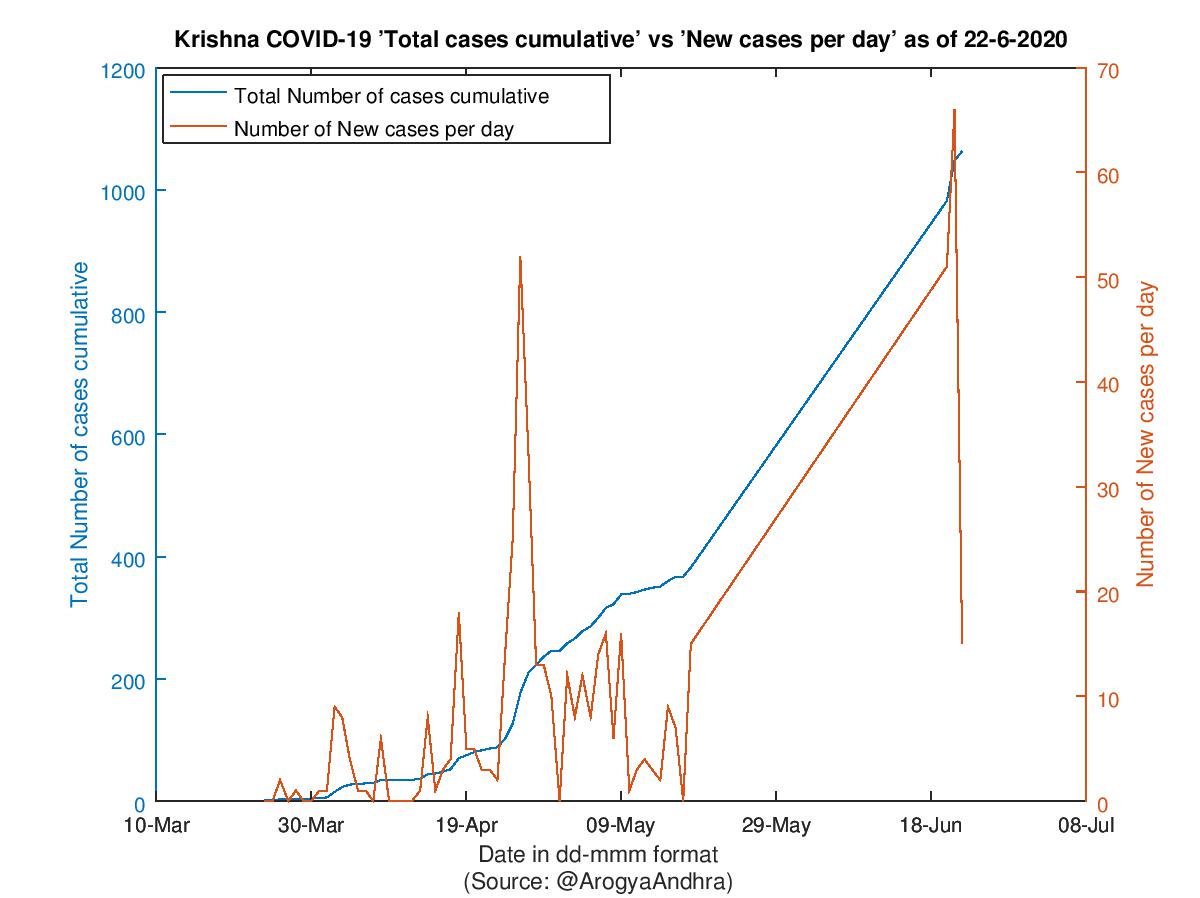 Krishna COVID-19 ’Total cases cumulative’ vs ’New cases per day’ as of 22-6-2020
Total Number of cases cumulative
Number of New cases per day
1200
1000
800
600
400
200
0
Total Number of cases cumulative
70
60
50
40
30
20
10
0
Number of New cases per day
10-Mar 30-Mar 19-Apr 09-May 29-May 18-Jun 08-Jul
Date in dd-mmm format
(Source: @ArogyaAndhra)